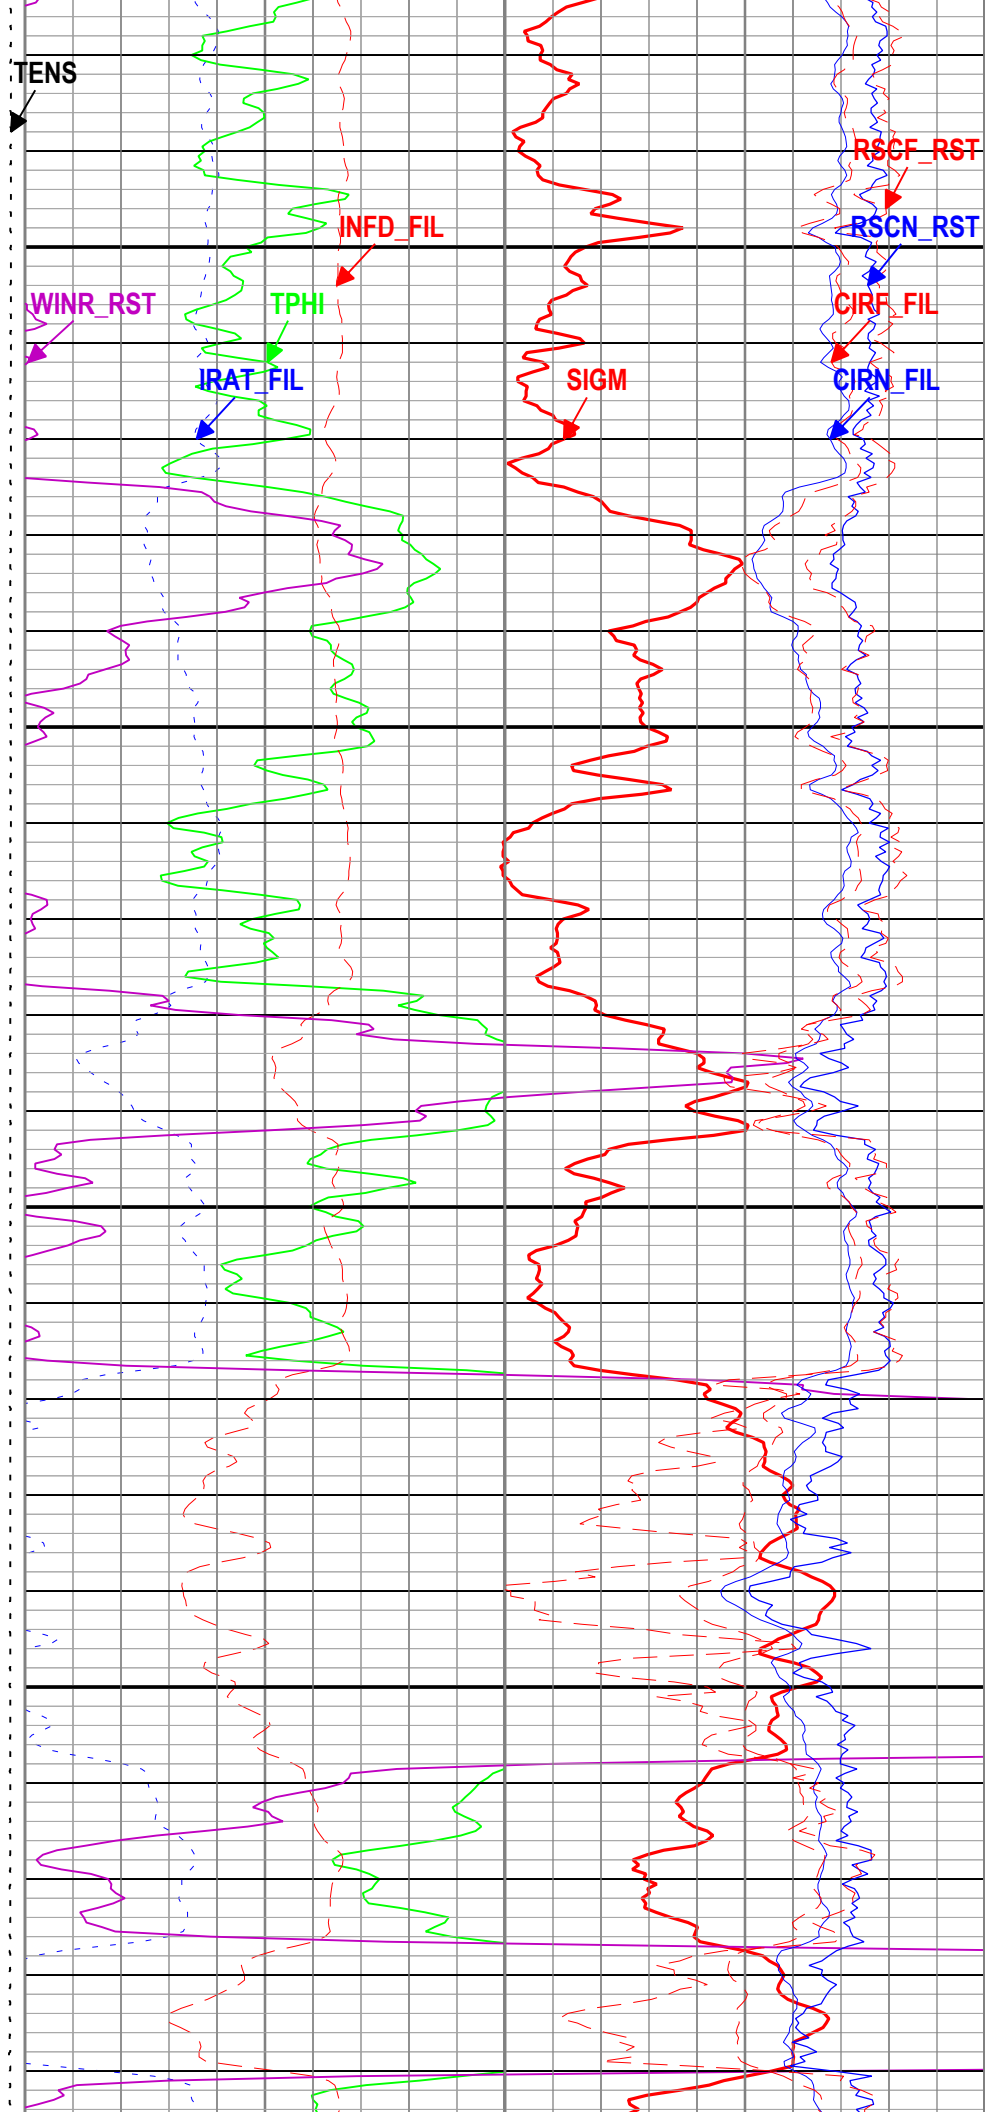 TENS
RSCF_RST
INFD_FIL
RSCN_RST
WINR_RST
TPHI
CIRF_FIL
IRAT_FIL
SIGM
CIRN_FIL